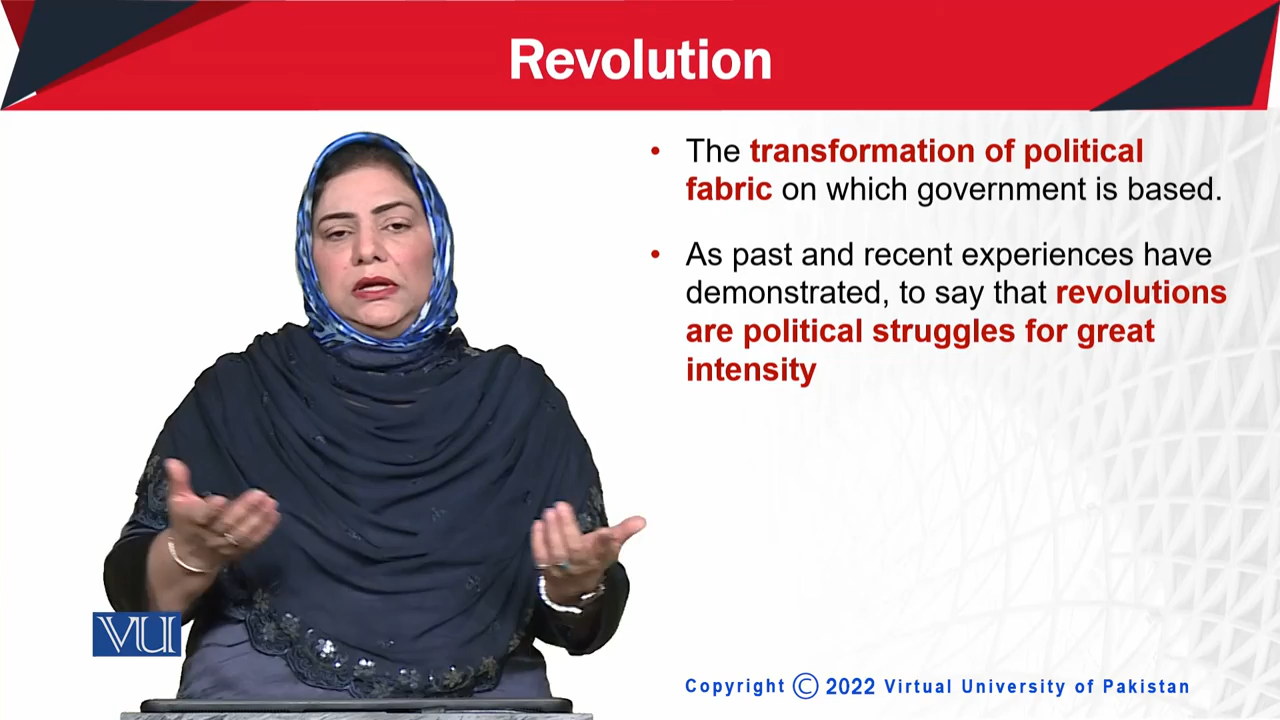 Revolution
• The transformation of political
fabric on which government is based.
• As past and recent experiences have
demonstrated, to say that revolutions
are political struggles for great
intensity
VU
Copyright © 2022 Virtual University of Pakistan